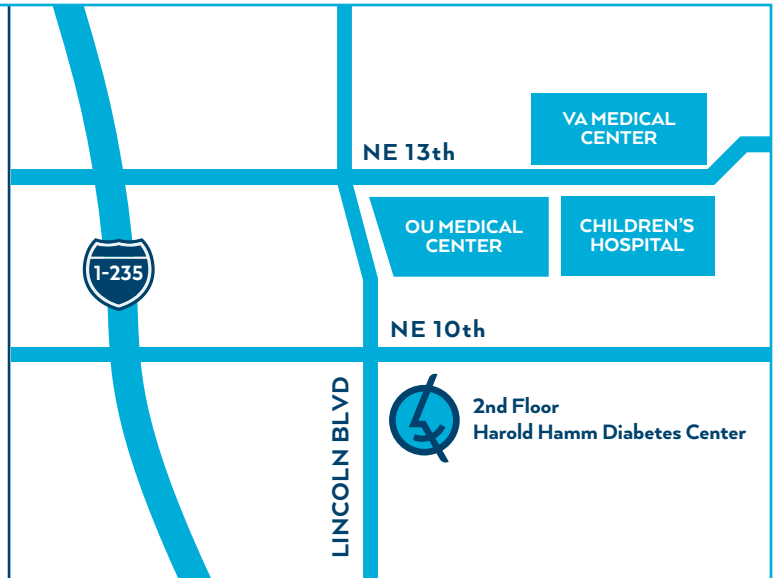 VA MEDICAL
CENTER
NE 13th
OU MEDICAL
CENTER
CHILDREN'S
HOSPITAL
1-235
NE 10th
LINCOLN BLVD
2nd Floor
Harold Hamm Diabetes Center